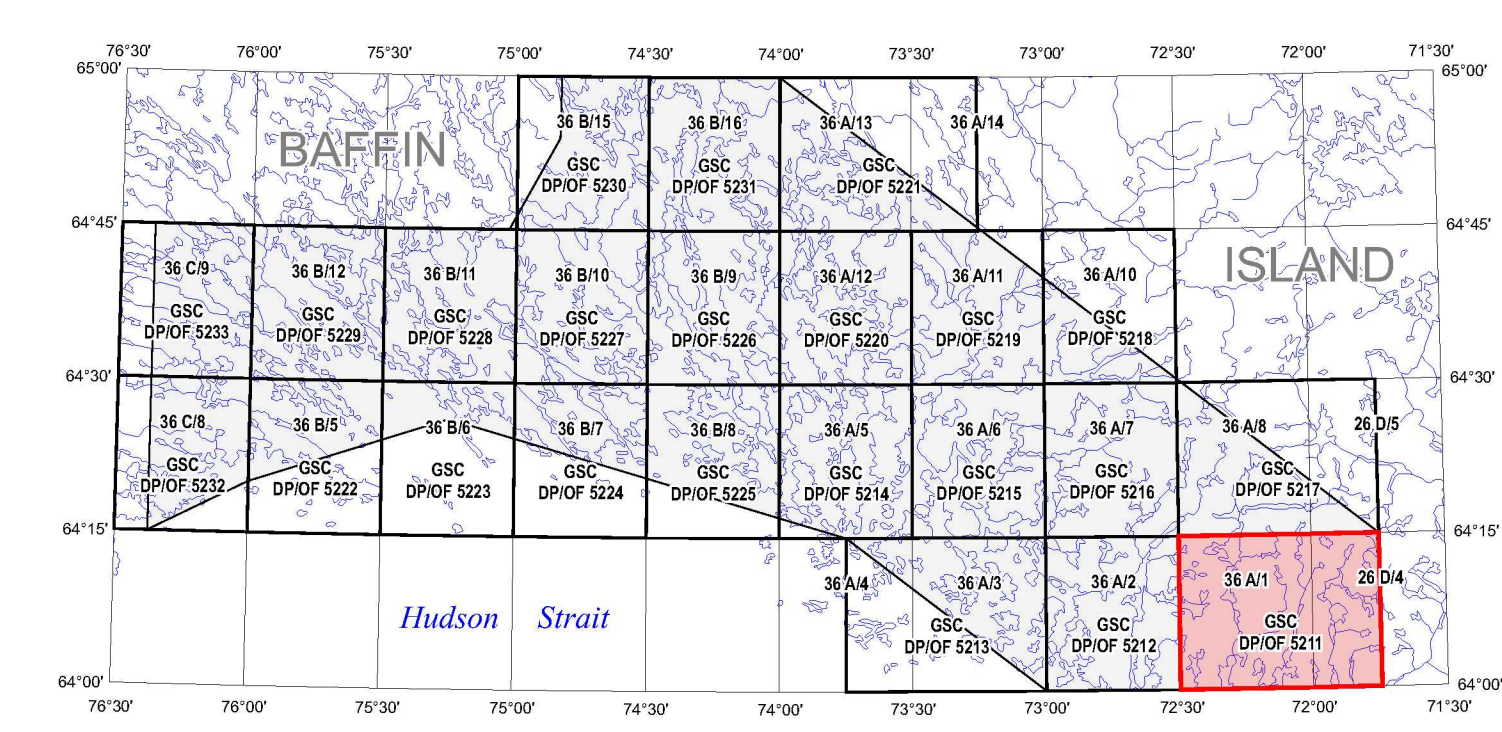 76°30'
76°00'
75°30'
75°00'
74°30'
74°00'
73°30'
73°00'
72°30'
72°00'
71°30'
65°00'
65°00'
BAFFIN
36 B/15
GSC
DP/OF 5230
36 B/16
GSC
DP/OF 5231
36 A/13
GSC
DP/OF 5221
36 A/14
64°45'
64°45'
ISLAND
36 C/9
GSC
DP/OF 5233
36 B/12
GSC
DP/OF 5229
36 B/11
GSC
DP/OF 5228
36 B/10
GSC
DP/OF 5227
36 B/9
GSC
DP/OF 5226
36 A/12
GSC
DP/OF 5220
36 A/11
GSC
DP/OF 5219
36 A/10
GSC
DP/OF 5218
64°30'
64°30'
36 C/8
GSC
DP/OF 5232
36 B/5
GSC
DP/OF 5222
36 B/6
GSC
DP/OF 5223
36 B/7
GSC
DP/OF 5224
36 B/8
GSC
DP/OF 5225
36 A/5
GSC
DP/OF 5214
36 A/6
GSC
DP/OF 5215
36 A/7
GSC
DP/OF 5216
36 A/8
GSC
DP/OF 5217
26 D/5
64°15'
64°15'
Hudson Strait
36 A/4
36 A/3
GSC
DP/OF 5213
36 A/2
GSC
DP/OF 5212
36 A/1
GSC
DP/OF 5211
26 D/4
64°00'
64°00'
76°30'
76°00'
75°00'
75°30'
74°30'
74°00'
73°30'
73°00'
72°30'
72°00'
71°30'